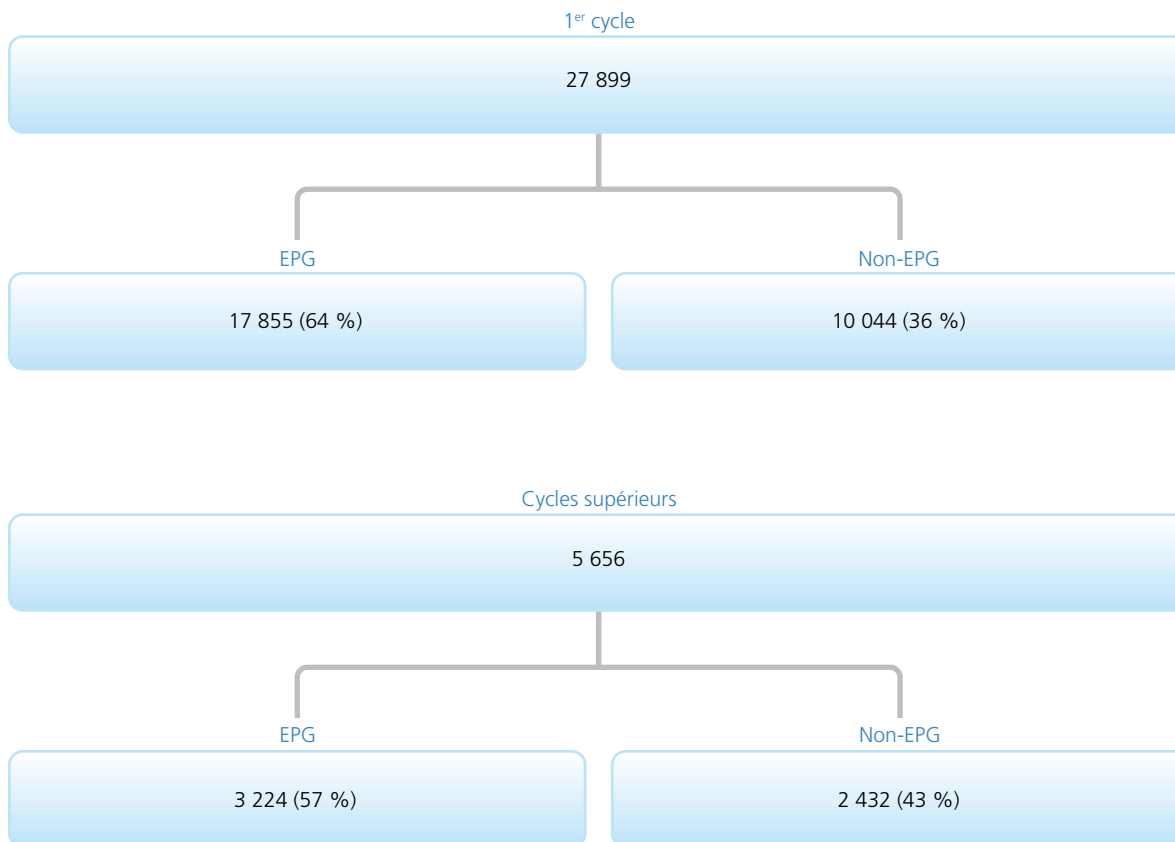 1er cycle
27 899
EPG
Non-EPG
17 855 (64 %)
10 044 (36 %)
Cycles supérieurs
5 656
EPG
Non-EPG
3 224 (57 %)
2 432 (43 %)